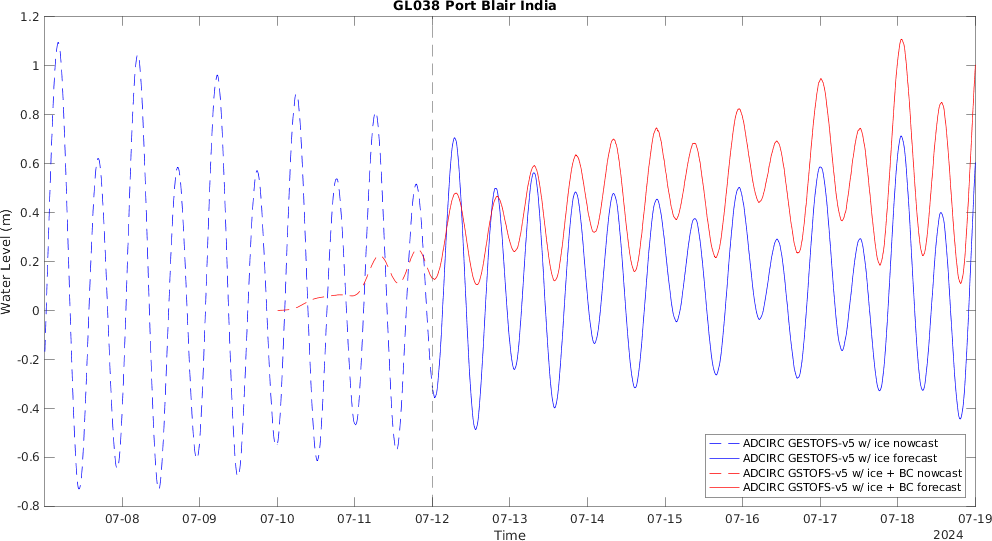 GL038 Port Blair India
1.2
1
0.8
0.6
0.4
0.2
0
-0.2
-0.4
-0.6
-0.8
Water Level (m)
ADCIRC GESTOFS-v5 w/ ice nowcast
ADCIRC GESTOFS-v5 w/ ice forecast
ADCIRC GSTOFS-v5 w/ ice + BC nowcast
ADCIRC GSTOFS-v5 w/ ice + BC forecast
07-08 07-09 07-10 07-11 07-12 07-13 07-14 07-15 07-16 07-17 07-18 07-19
Time
2024